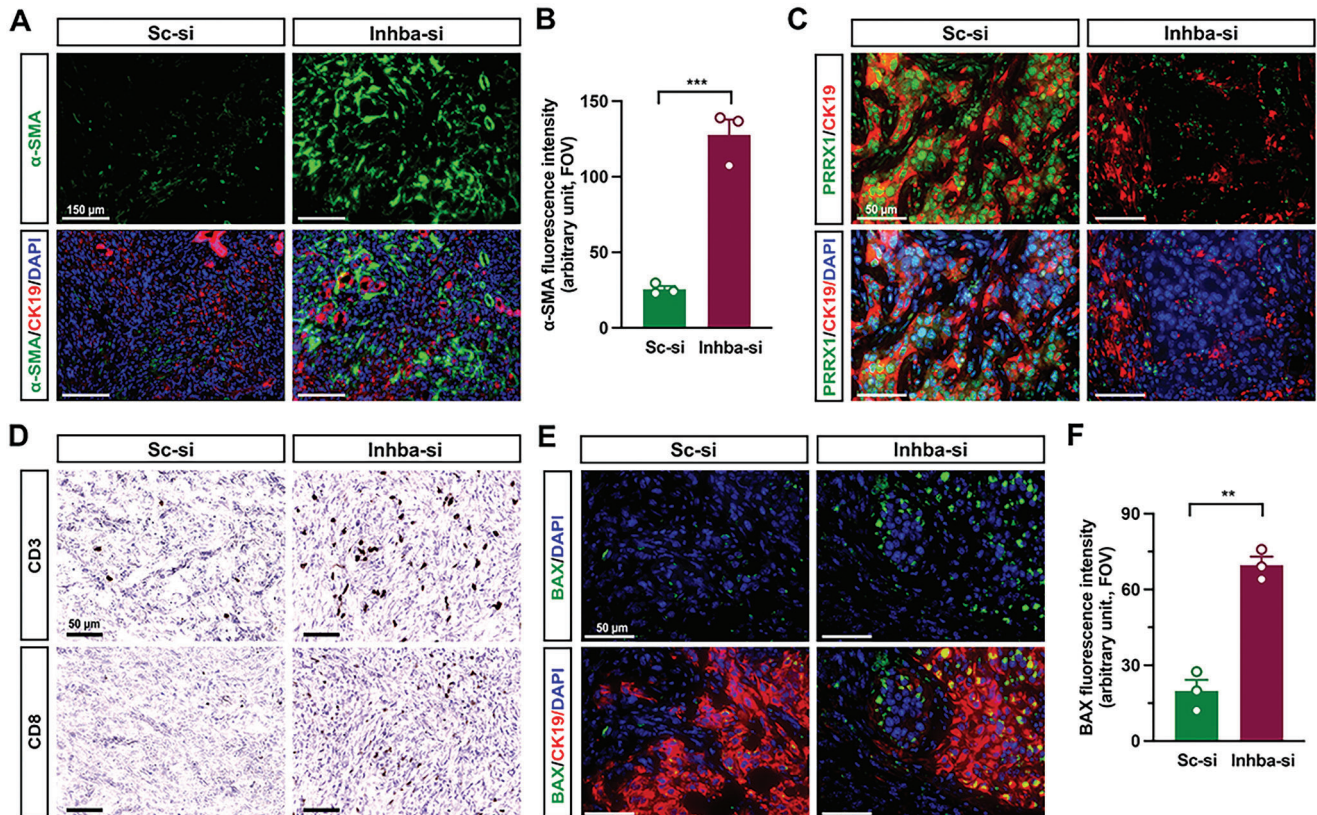 A
Sc-si
Inhba-si
α-SMA
150 µm
α-SMA/CK19/DAPI
B
α-SMA fluorescence intensity
(arbitrary unit, FOV)
150
100
50
0
***
Sc-si
Inhba-si
C
Sc-si
Inhba-si
PRRX1/CK19
50 µm
PRRX1/CK19/DAPI
D
Sc-si
Inhba-si
CD3
50 µm
CD8
E
Sc-si
Inhba-si
BAX/DAPI
50 µm
BAX/CK19/DAPI
F
BAX fluorescence intensity
(arbitrary unit., FOV)
90
60
30
0
**
Sc-si
Inhba-si